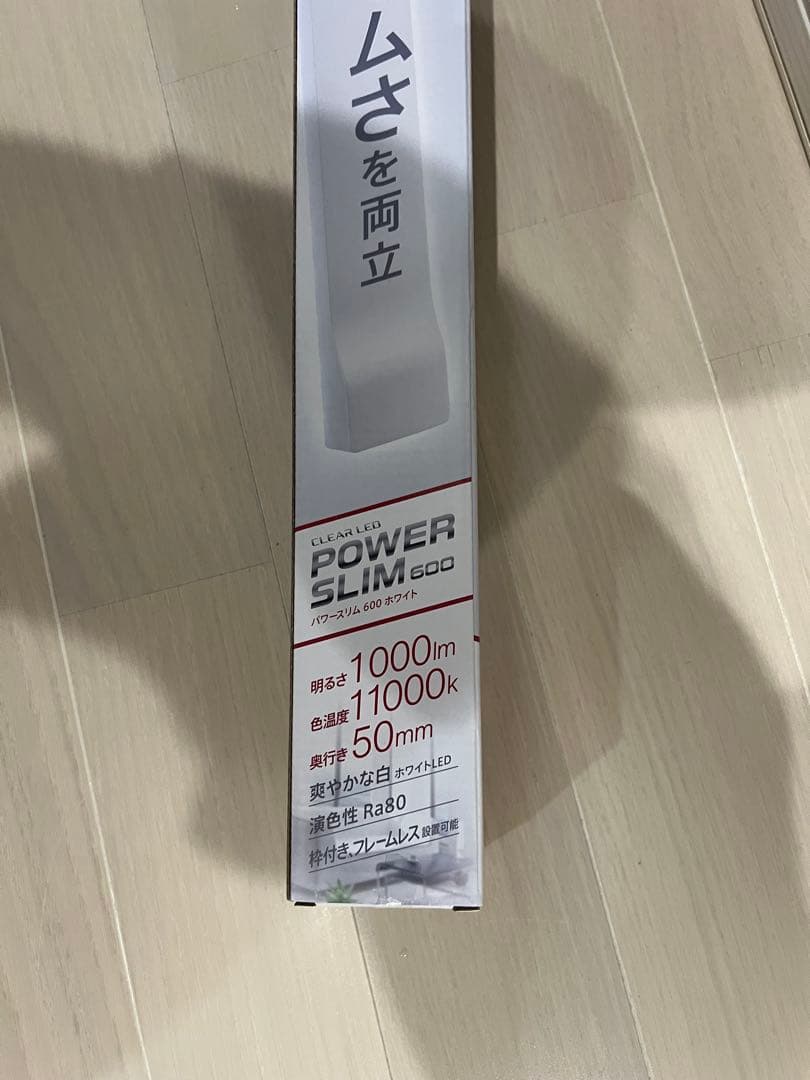 ムさを両立
CLEAR LED
POWER
SLIM 600
パワースリム 600 ホワイト
明るさ 1000lm
色温度 11000k
奥行き 50mm
爽やかな白 ホワイトLED
演色性 Ra80
枠付き、フレームレス 設置可能